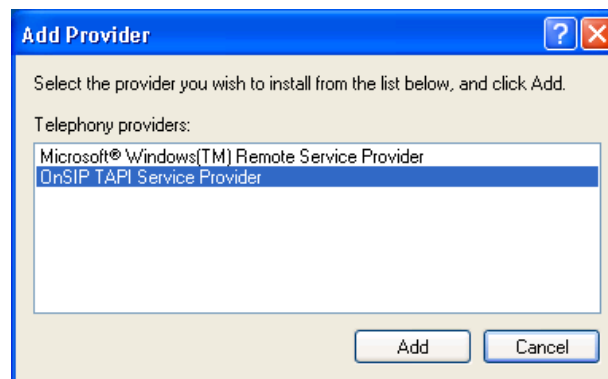 Add Provider
Select the provider you wish to install from the list below, and click Add.
Telephony providers:
Microsoft® Windows(TM) Remote Service Provider
OnSIP TAPI Service Provider
Add
Cancel